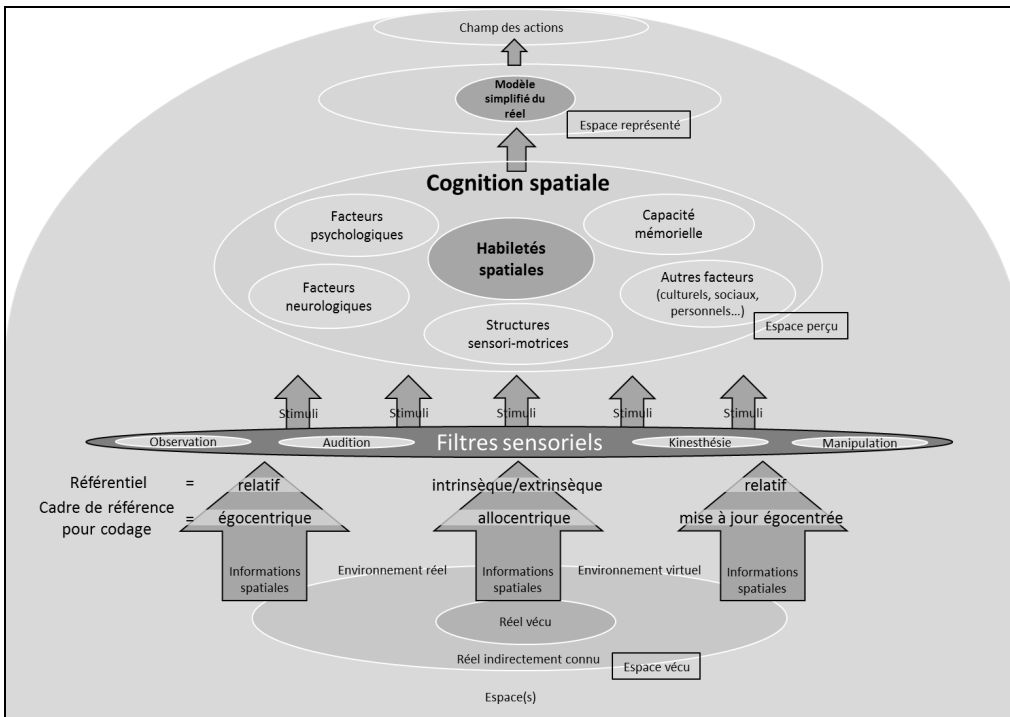 Champ des actions
Modèle
simplifié du
réel
Espace représenté
Cognition spatiale
Facteurs
psychologiques
Capacité
mémorielle
Habiletés
spatiales
Facteurs
neurologiques
Autres facteurs
(culturels, sociaux,
personnels...)
Espace perçu
Structures
sensori-motrices
Stimuli Stimuli Stimuli Stimuli Stimuli
Observation Audition Filtres sensoriels Kinesthésie Manipulation
Référentiel = relatif intrinsèque/extrinsèque relatif
Cadre de référence
pour codage = égocentrique allocentrique mise à jour égocentrée
Environnement réel Environnement virtuel
Informations
spatiales
Informations
spatiales
Informations
spatiales
Réel vécu
Réel indirectement connu
Espace vécu
Espace(s)